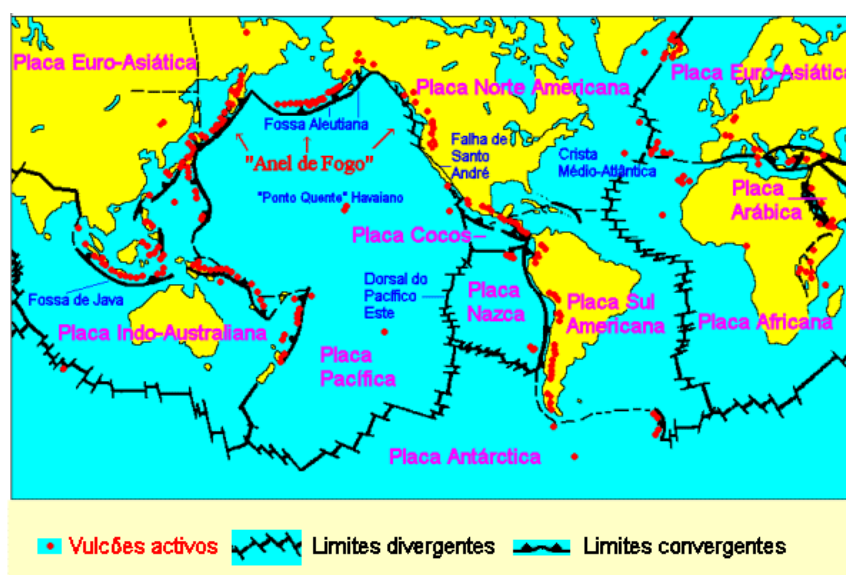 Placa Euro-Asiática
Placa Norte Americana
Placa Euro-Asiática
Fossa Aleutiana
"Anel de Fogo"
Falha de
Santo
André
Crista
Médio-Atlântica
"Ponto Quente" Havaiano
Placa
Arábica
Placa Cocos
Fossa de Java
Dorsal do
Pacífico
Este
Placa
Nazca
Placa Sul
Americana
Placa Indo-Australiana
Placa Africana
Placa
Pacífica
Placa Antárctica
Vulcões activos
Limites divergentes
Limites convergentes